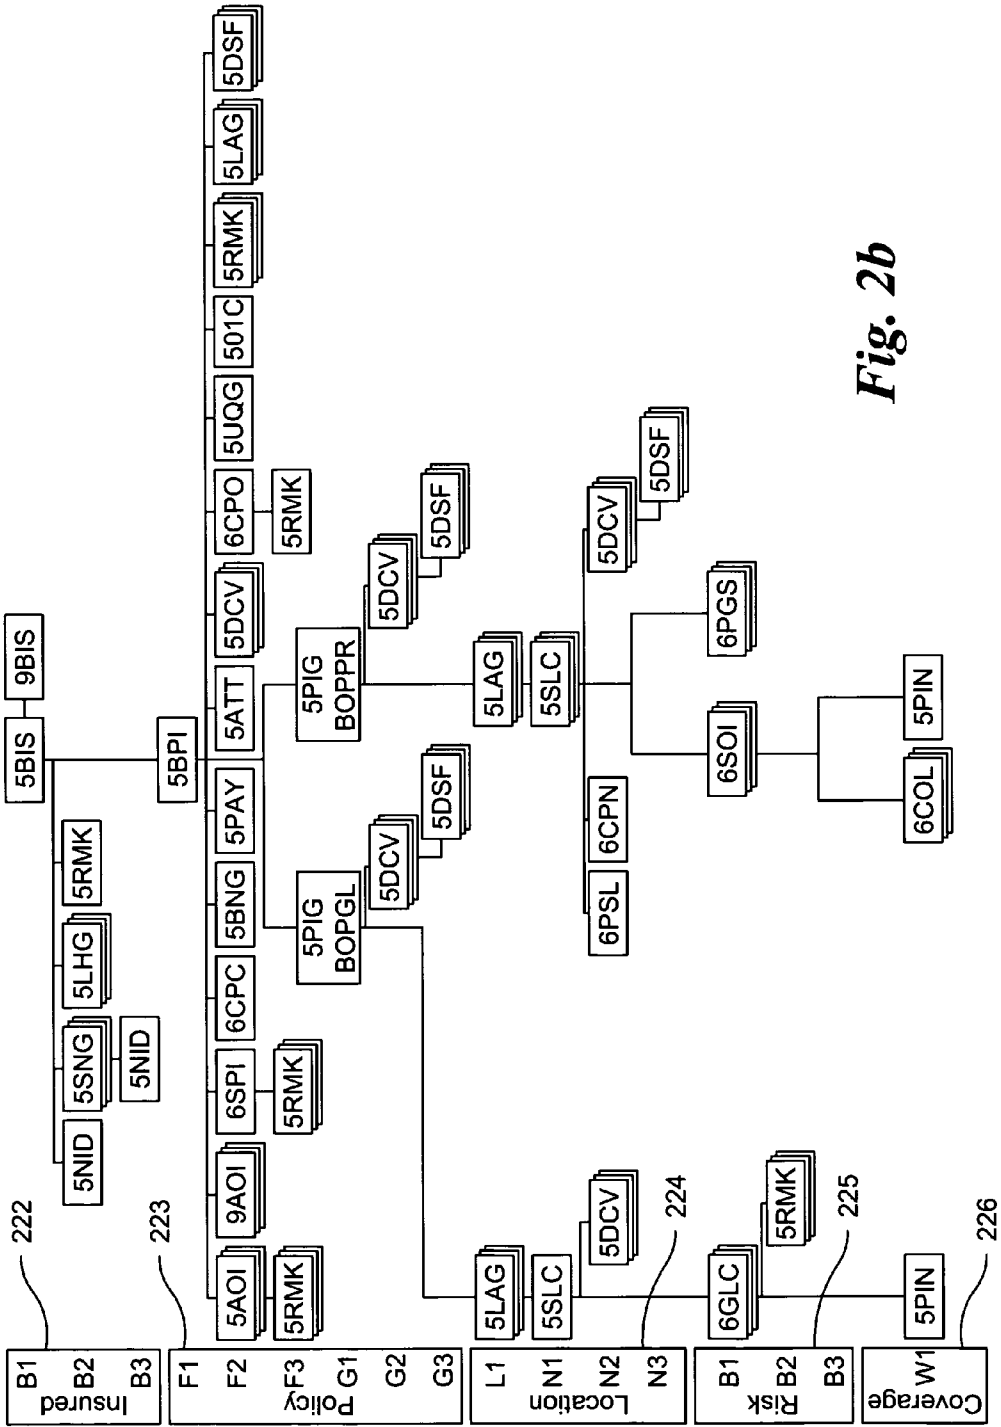 5BIS
9BIS
5NID
5SNG
5LHG
5RMK
5NID
5BPI
5AOI
9AOI
6SPI
6CPC
5BNG
5PAY
5ATT
5DCV
6CPO
5UQG
501C
5RMK
5LAG
5DSF
5RMK
5RMK
5RMK
5PIG
BOPGL
5PIG
BOPPR
5DCV
5DCV
5DSF
5DSF
5LAG
5LAG
5SLC
5SLC
5DCV
6PSL
6CPN
5DCV
5DSF
6GLC
6SOI
6PGS
5RMK
5PIN
6COL
5PIN
B1
B2
B3
Insured
222
F1
F2
F3
G1
G2
G3
Policy
223
L1
N1
N2
N3
Location
224
B1
B2
B3
Risk
225
W1
Coverage
226
Fig. 2b